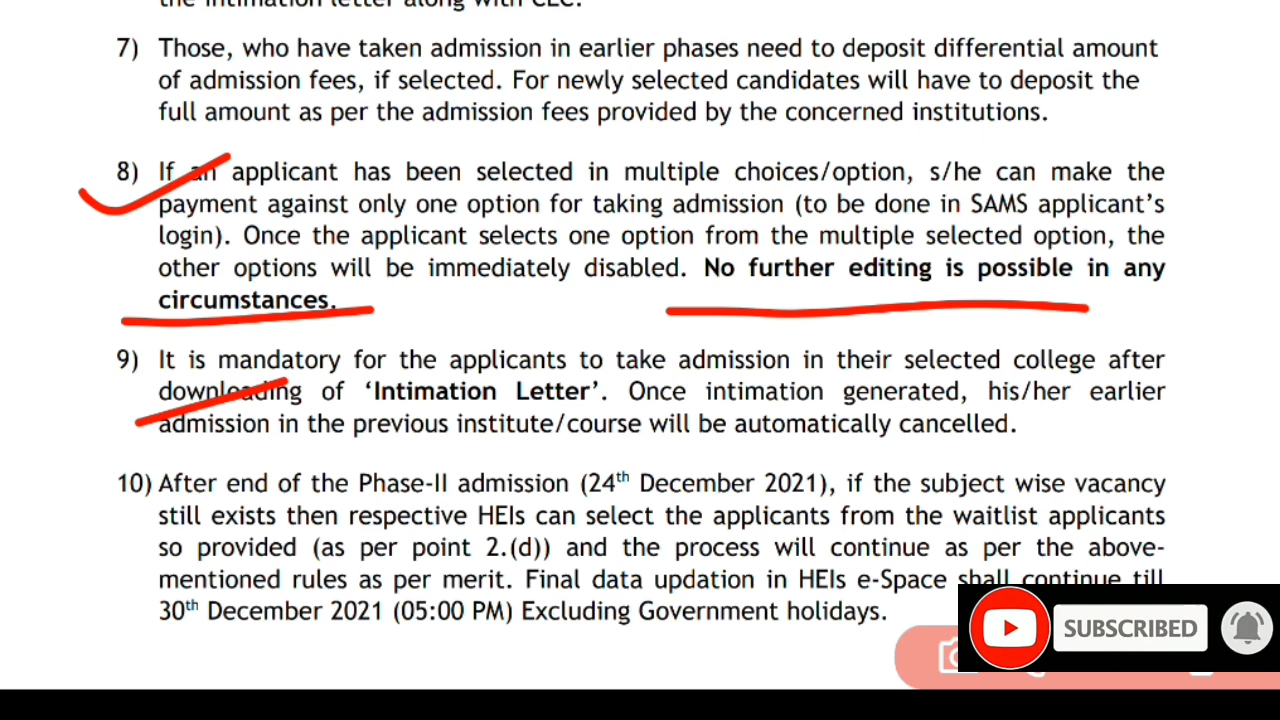 the intimation letter along with CLC.
7) Those, who have taken admission in earlier phases need to deposit differential amount
of admission fees, if selected. For newly selected candidates will have to deposit the
full amount as per the admission fees provided by the concerned institutions.
8) If an applicant has been selected in multiple choices/option, s/he can make the
payment against only one option for taking admission (to be done in SAMS applicant’s
login). Once the applicant selects one option from the multiple selected option, the
other options will be immediately disabled. No further editing is possible in any
circumstances.
9) It is mandatory for the applicants to take admission in their selected college after
downloading of ‘Intimation Letter’. Once intimation generated, his/her earlier
admission in the previous institute/course will be automatically cancelled.
10) After end of the Phase-II admission (24th December 2021), if the subject wise vacancy
still exists then respective HEIs can select the applicants from the waitlist applicants
so provided (as per point 2.(d)) and the process will continue as per the above-
mentioned rules as per merit. Final data updation in HEIs e-Space shall continue till
30th December 2021 (05:00 PM) Excluding Government holidays.
SUBSCRIBED